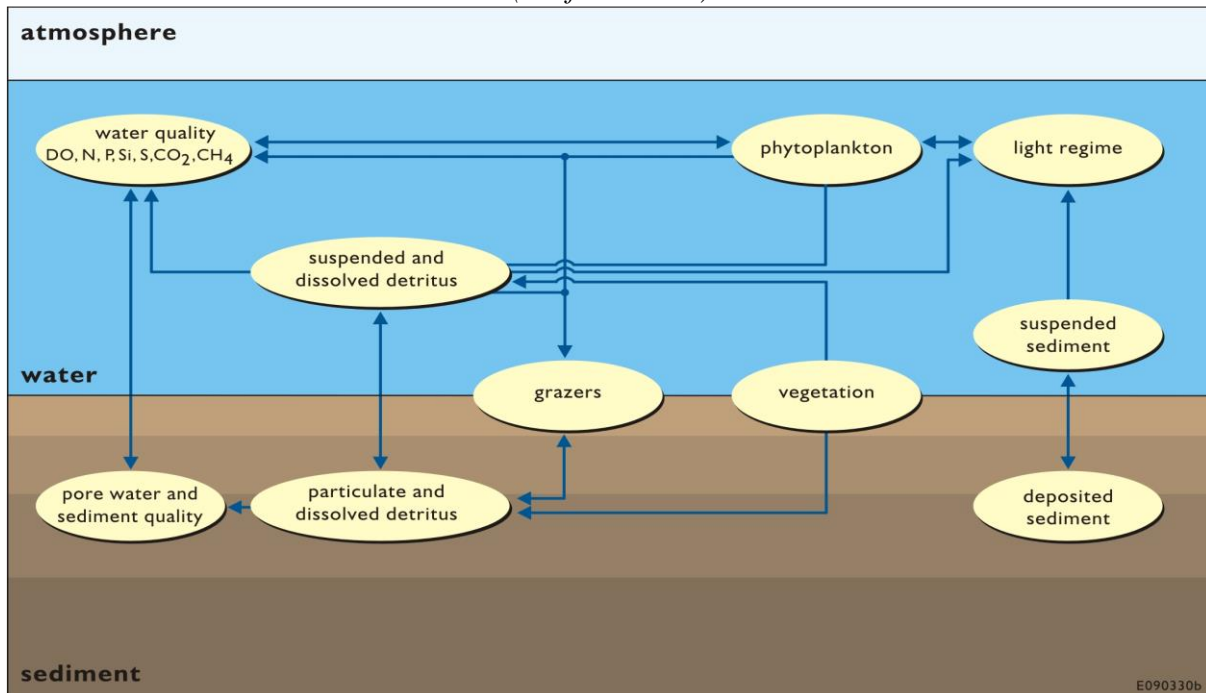 atmosphere
water quality
DO, N, P, Si, S,CO2,CH4
phytoplankton
light regime
suspended and
dissolved detritus
suspended
sediment
water
grazers
vegetation
pore water and
sediment quality
particulate and
dissolved detritus
deposited
sediment
sediment
E090330b